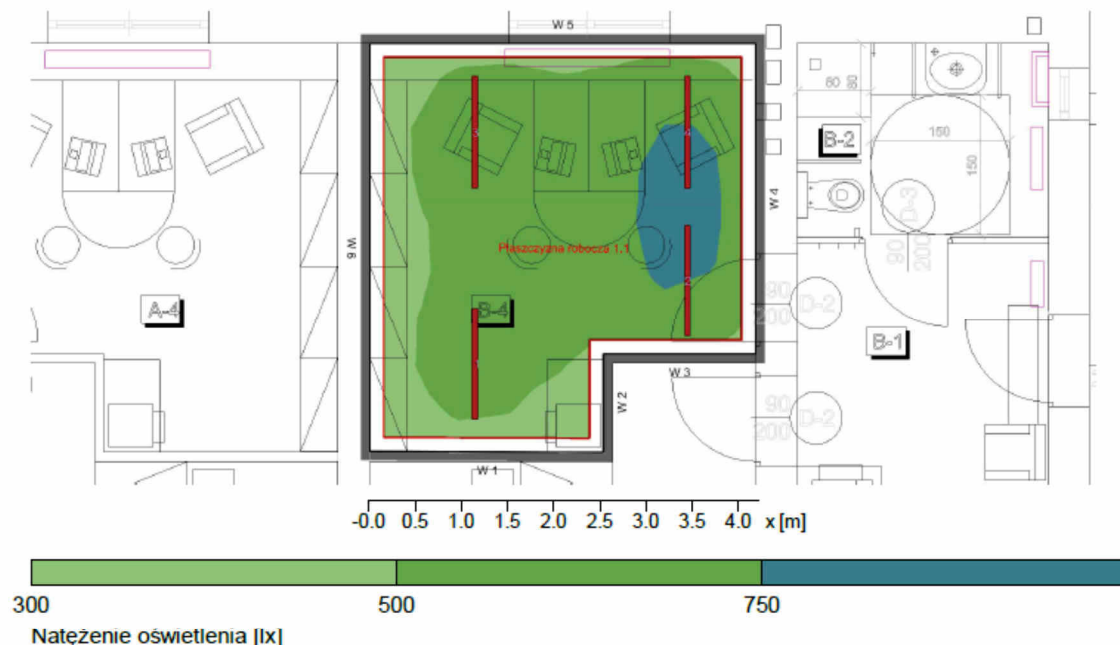 W 5
80
80
150
B-2
150
W 4
D-3
W 6
Płaszczyzna robocza 1.1
90
200
90
200
D-2
A-4
B-4
B-1
W 3
W 2
90
200
D-2
W 1
-0.0 0.5 1.0 1.5 2.0 2.5 3.0 3.5 4.0 x [m]
300 500 750
Natężenie oświetlenia [lx]